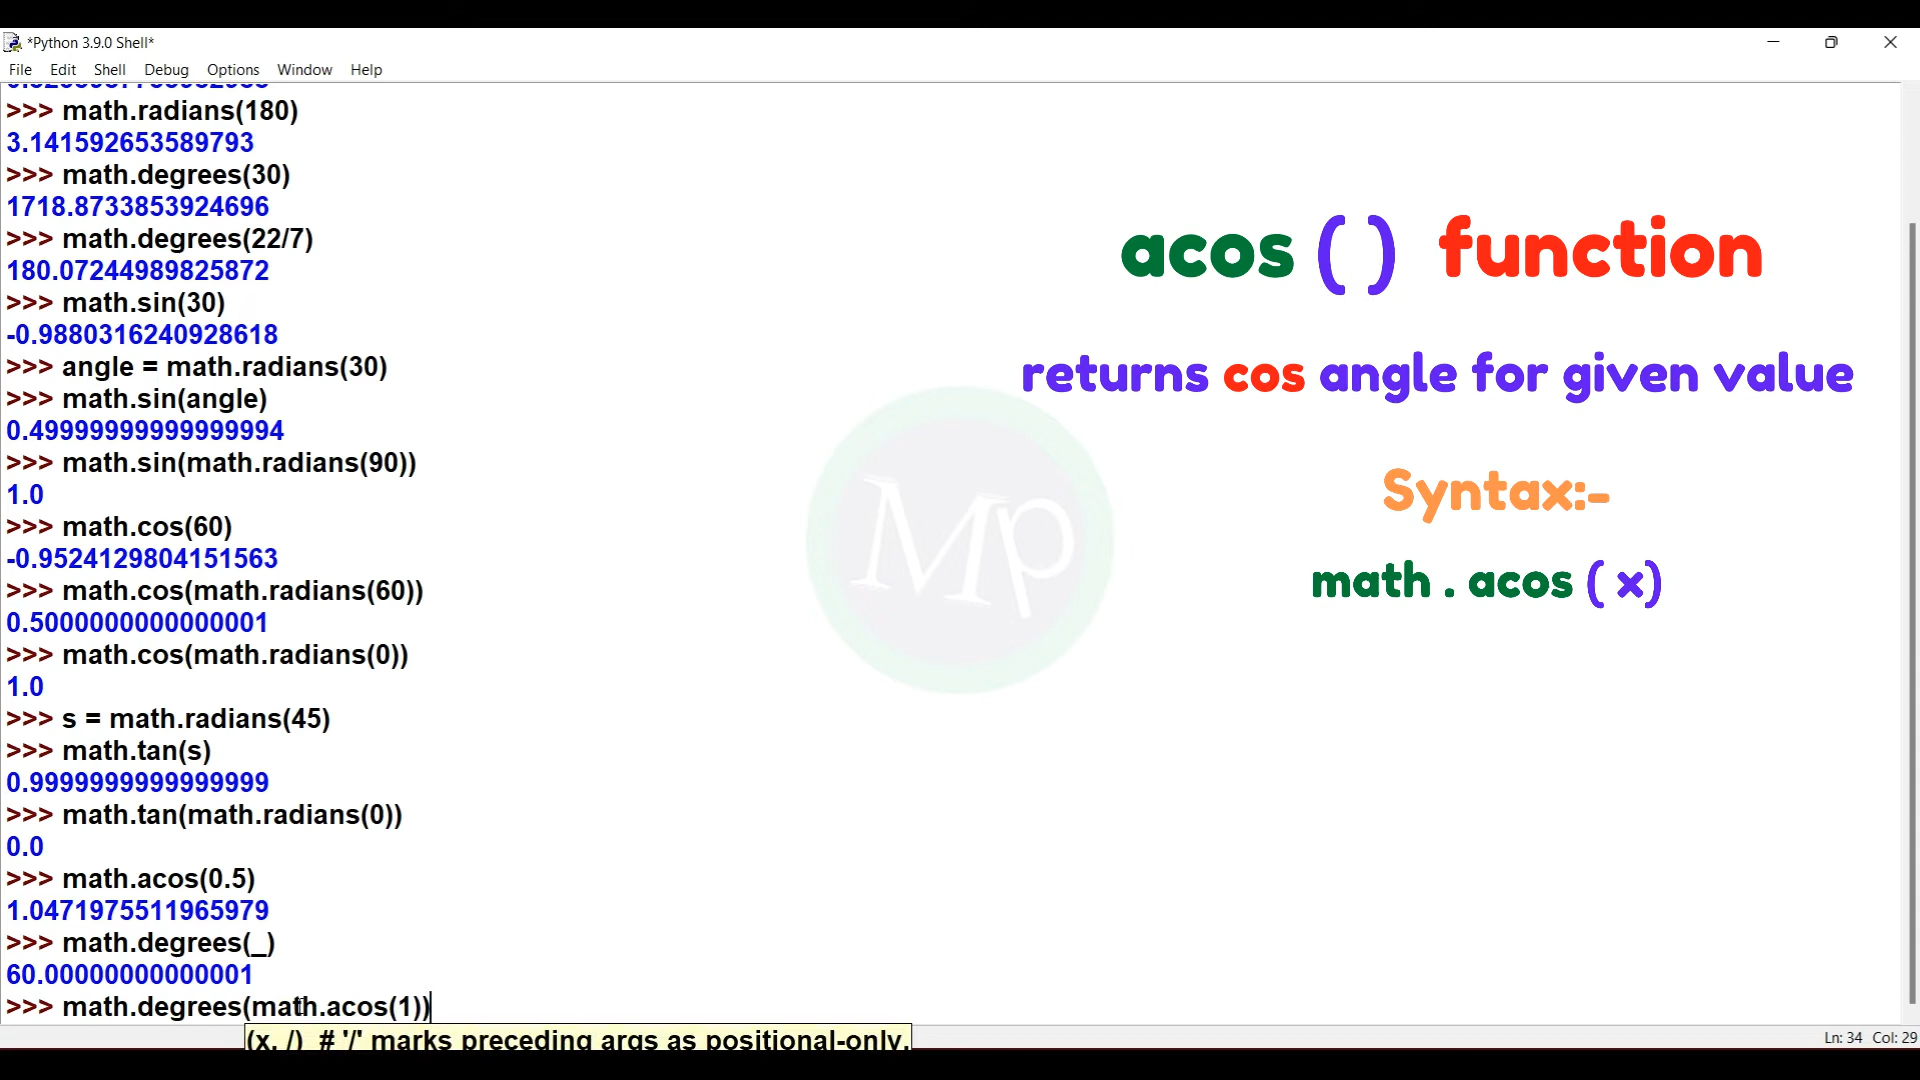 *Python 3.9.0 Shell*
File Edit Shell Debug Options Window Help
>>> math.radians(180)
3.141592653589793
>>> math.degrees(30)
1718.8733853924696
>>> math.degrees(22/7)
180.07244989825872
>>> math.sin(30)
-0.9880316240928618
>>> angle = math.radians(30)
>>> math.sin(angle)
0.49999999999999994
>>> math.sin(math.radians(90))
1.0
>>> math.cos(60)
-0.9524129804151563
>>> math.cos(math.radians(60))
0.5000000000000001
>>> math.cos(math.radians(0))
1.0
>>> s = math.radians(45)
>>> math.tan(s)
0.9999999999999999
>>> math.tan(math.radians(0))
0.0
>>> math.acos(0.5)
1.0471975511965979
>>> math.degrees(_)
60.00000000000001
>>> math.degrees(math.acos(1))
(x, /) # '/' marks preceding args as positional-only.
acos ( ) function
returns cos angle for given value
Syntax:-
math . acos ( x)
Mp
Ln: 34 Col: 29